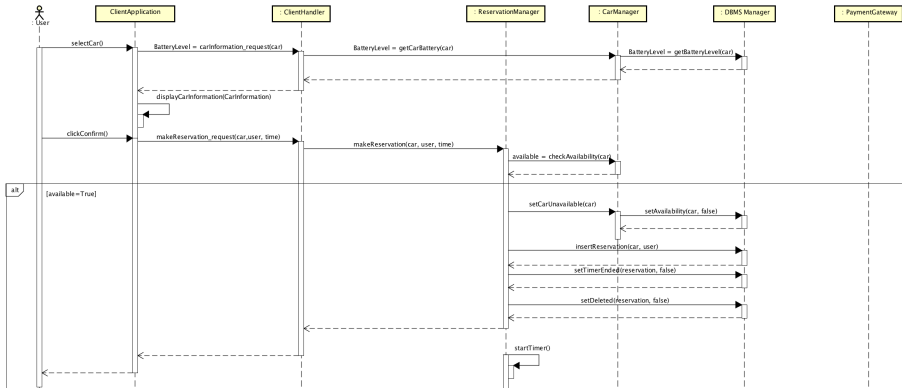 : User
ClientApplication
: ClientHandler
: ReservationManager
: CarManager
: DBMS Manager
: PaymentGateway
selectCar()
BatteryLevel = carInformation_request(car)
BatteryLevel = getCarBattery(car)
BatteryLevel = getBatteryLevel(car)
displayCarInformation(CarInformation)
clickConfirm()
makeReservation_request(car,user, time)
makeReservation(car, user, time)
available = checkAvailability(car)
alt
[available=True]
setCarUnavailable(car)
setAvailability(car, false)
insertReservation(car, user)
setTimerEnded(reservation, false)
setDeleted(reservation, false)
startTimer()